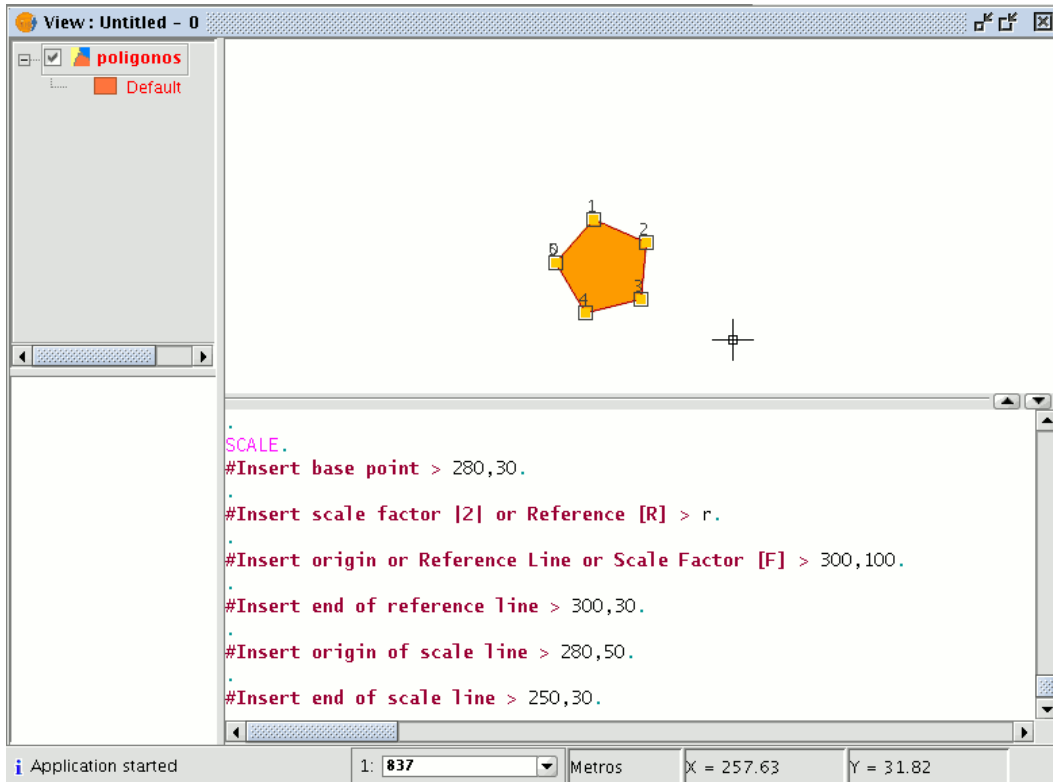 View : Untitled - 0
poligonos
Default
1
2
3
4
5
.
SCALE.
#Insert base point > 280,30.
.
#Insert scale factor |2| or Reference [R] > r.
.
#Insert origin or Reference Line or Scale Factor [F] > 300,100.
.
#Insert end of reference line > 300,30.
.
#Insert origin of scale line > 280,50.
.
#Insert end of scale line > 250,30.
i Application started
1: 837
Metros
X = 257.63
Y = 31.82